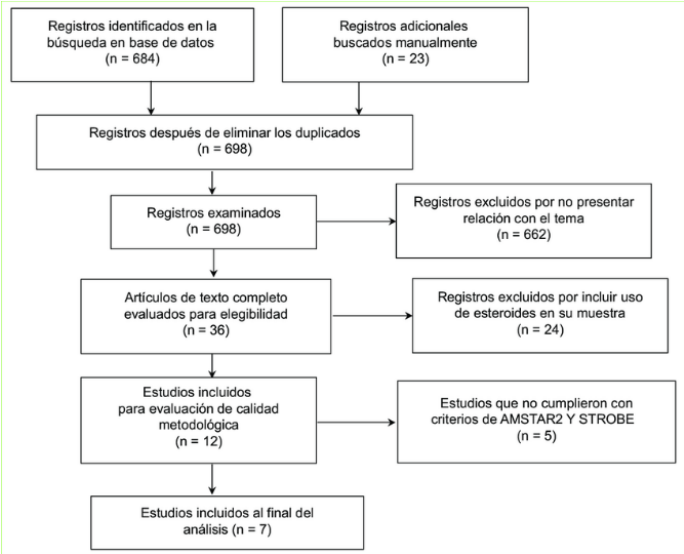 Registros identificados en la
búsqueda en base de datos
(n = 684)
Registros adicionales
buscados manualmente
(n = 23)
Registros después de eliminar los duplicados
(n = 698)
Registros examinados
(n = 698)
Registros excluidos por no presentar
relación con el tema
(n = 662)
Artículos de texto completo
evaluados para elegibilidad
(n = 36)
Registros excluidos por incluir uso
de esteroides en su muestra
(n = 24)
Estudios incluidos
para evaluación de calidad
metodológica
(n = 12)
Estudios que no cumplieron con
criterios de AMSTAR2 Y STROBE
(n = 5)
Estudios incluidos al final del
análisis (n = 7)